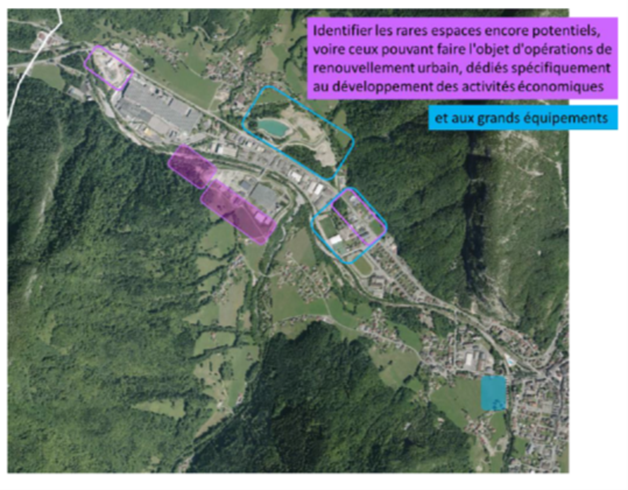 Identifier les rares espaces encore potentiels,
voire ceux pouvant faire l'objet d'opérations de
renouvellement urbain, dédiés spécifiquement
au développement des activités économiques
et aux grands équipements